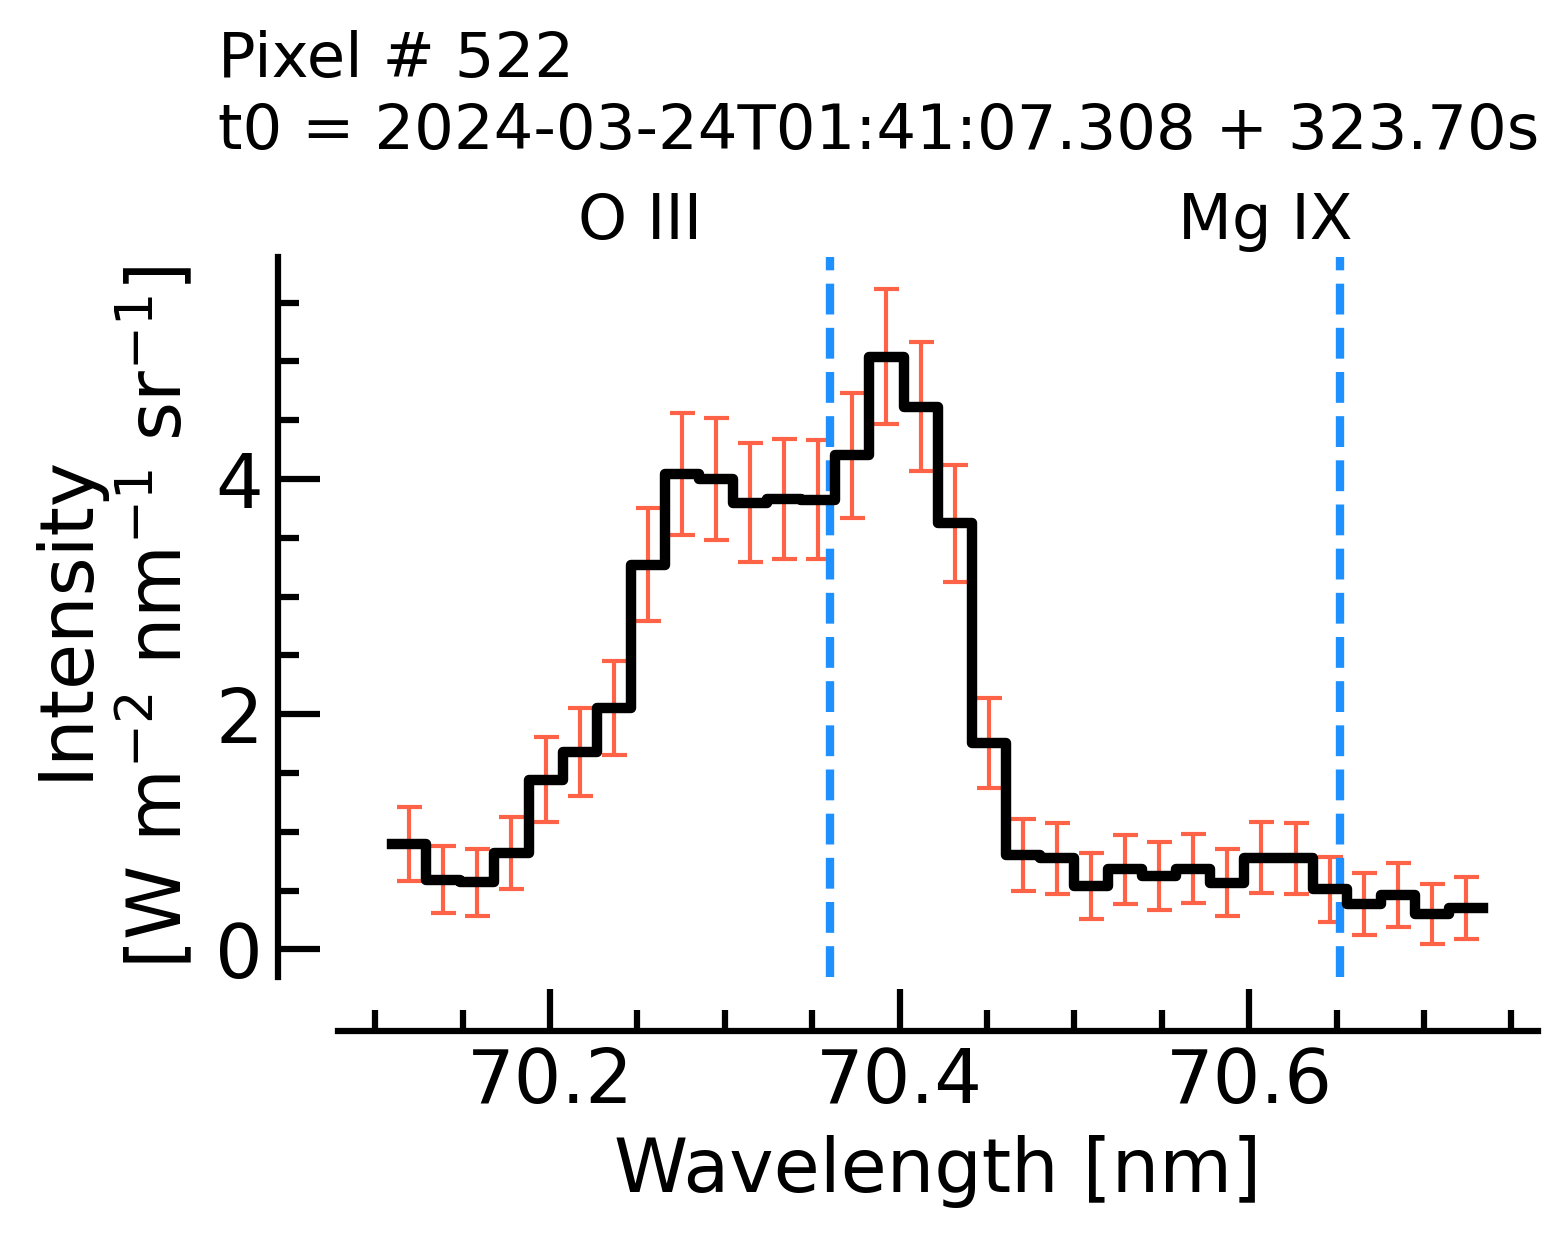 Pixel # 522
t0 = 2024-03-24T01:41:07.308 + 323.70s
O III Mg IX
Intensity
[W m⁻² nm⁻¹ sr⁻¹]
4
2
0
70.2 70.4 70.6
Wavelength [nm]